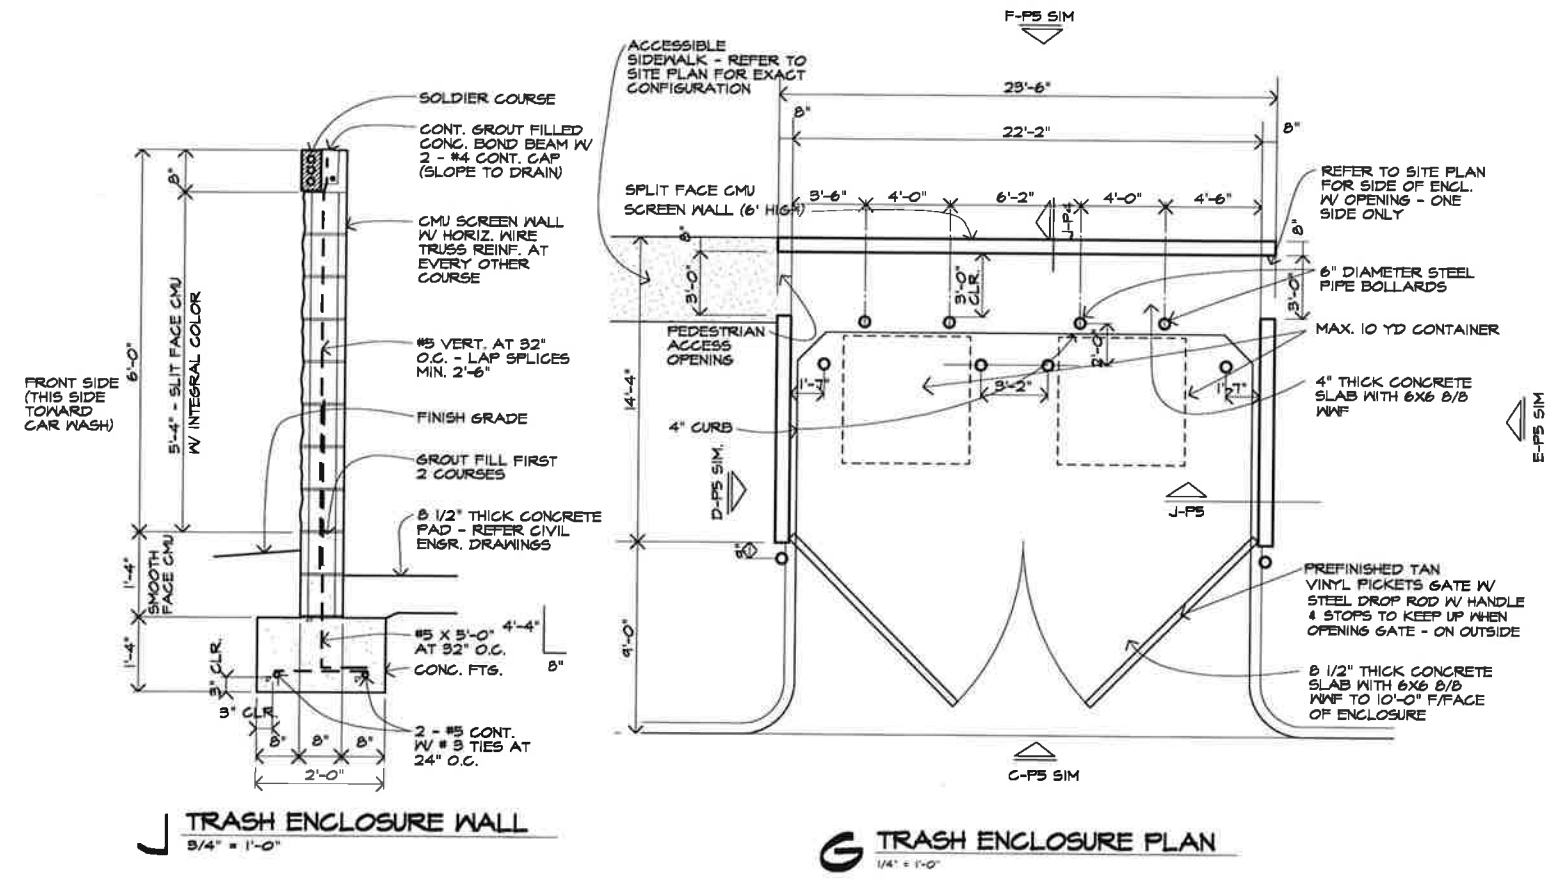 SOLDIER COURSE
CONT. GROUT FILLED
CONC. BOND BEAM W/
2 - #4 CONT. CAP
(SLOPE TO DRAIN)
CMU SCREEN WALL
W/ HORIZ. WIRE
TRUSS REINF. AT
EVERY OTHER
COURSE
#5 VERT. AT 32"
O.C. - LAP SPLICES
MIN. 2'-6"
FINISH GRADE
GROUT FILL FIRST
2 COURSES
8 1/2" THICK CONCRETE
PAD - REFER CIVIL
ENGR. DRAWINGS
#5 X 5'-0"
AT 32" O.C.
4'-4"
8"
CONC. FTG.
2 - #5 CONT.
W/ # 3 TIES AT
24" O.C.
FRONT SIDE
(THIS SIDE
TOWARD
CAR WASH)
6'-0"
8"
5'-4" - SLIT FACE CMU
W/ INTEGRAL COLOR
1'-4"
SMOOTH
FACE CMU
1'-4"
3" CLR.
3" CLR.
8"
8"
8"
2'-0"
J
TRASH ENCLOSURE WALL
3/4" = 1'-0"
F-P5 SIM
ACCESSIBLE
SIDEWALK - REFER TO
SITE PLAN FOR EXACT
CONFIGURATION
23'-6"
8"
22'-2"
8"
SPLIT FACE CMU
SCREEN WALL (6' HIGH)
3'-6"
4'-0"
6'-2"
4'-0"
4'-6"
J-P4
REFER TO SITE PLAN
FOR SIDE OF ENCL.
W/ OPENING - ONE
SIDE ONLY
8"
8"
3'-0"
3'-0"
CLR.
3'-0"
6" DIAMETER STEEL
PIPE BOLLARDS
PEDESTRIAN
ACCESS
OPENING
MAX. 10 YD CONTAINER
2'-0"
1'-7"
3'-2"
1'-7"
4" THICK CONCRETE
SLAB WITH 6X6 8/8
WWF
14'-4"
4" CURB
D-P5 SIM.
E-P5 SIM
J-P5
9"
9'-0"
PREFINISHED TAN
VINYL PICKETS GATE W/
STEEL DROP ROD W/ HANDLE
& STOPS TO KEEP UP WHEN
OPENING GATE - ON OUTSIDE
8 1/2" THICK CONCRETE
SLAB WITH 6X6 8/8
WWF TO 10'-0" F/FACE
OF ENCLOSURE
C-P5 SIM
G
TRASH ENCLOSURE PLAN
1/4" = 1'-0"